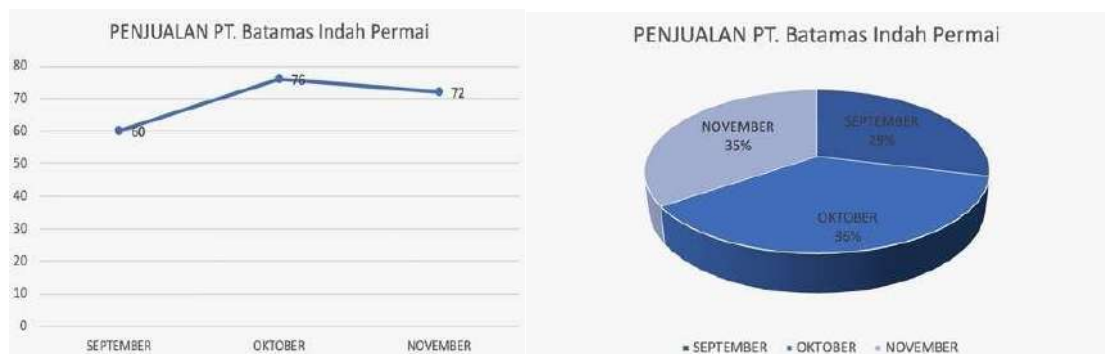 PENJUALAN PT. Batamas Indah Permai
80
70
60
50
40
30
20
10
0
60
76
72
SEPTEMBER OKTOBER NOVEMBER
PENJUALAN PT. Batamas Indah Permai
NOVEMBER
35%
SEPTEMBER
29%
OKTOBER
36%
SEPTEMBER OKTOBER NOVEMBER